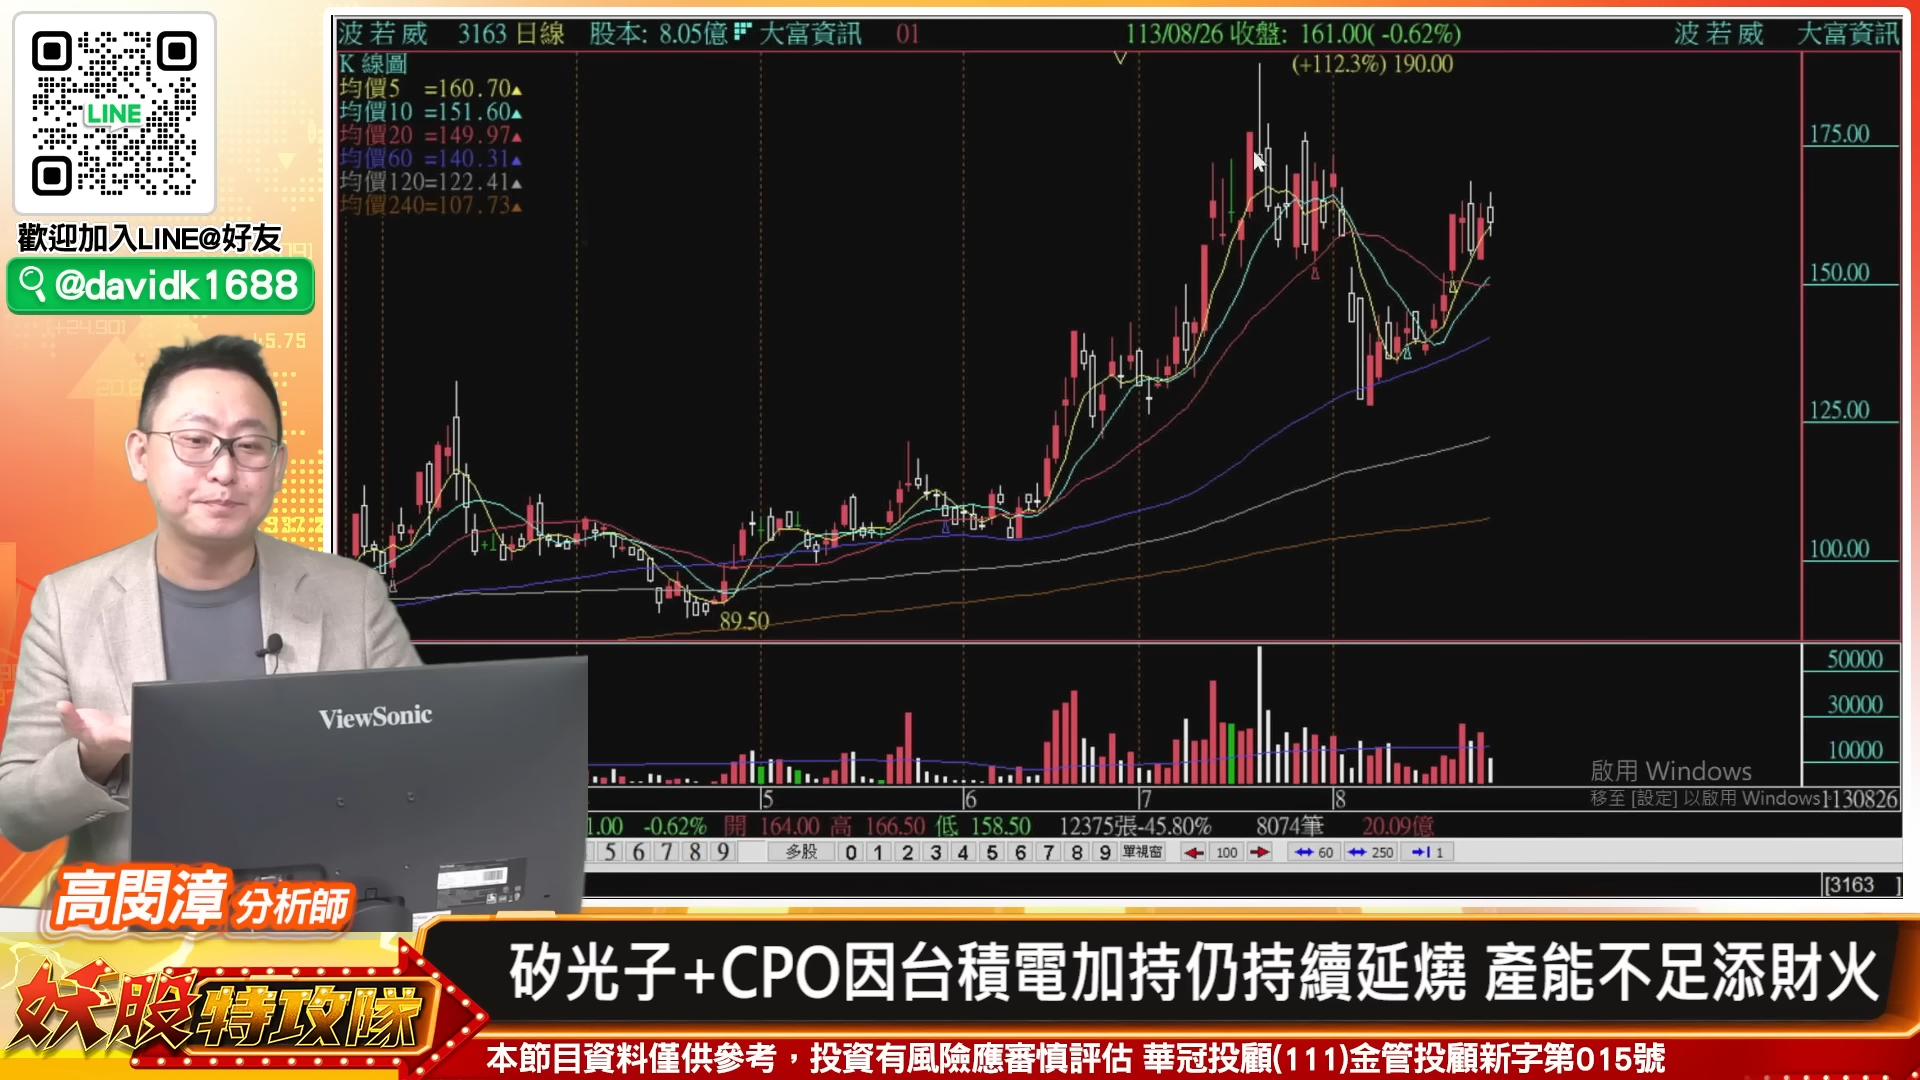 LINE
歡迎加入LINE@好友
@davidk1688
波若威 3163 日線 股本: 8.05億 大富資訊 01 113/08/26 收盤: 161.00( -0.62%) 波若威 大富資訊
K 線圖
(+112.3%) 190.00
均價5 =160.70▲
均價10 =151.60▲
均價20 =149.97▲
均價60 =140.31▲
均價120=122.41▲
均價240=107.73▲
175.00
150.00
125.00
100.00
89.50
50000
30000
10000
啟用 Windows
移至 [設定] 以啟用 Windows。
5 6 7 8 1130826
1.00 -0.62% 開 164.00 高 166.50 低 158.50 12375張-45.80% 8074筆 20.09億
5 6 7 8 9 多股 0 1 2 3 4 5 6 7 8 9 單視窗 100 60 250 1
[3163 ]
ViewSonic
高閔漳 分析師
妖股特攻隊
矽光子+CPO因台積電加持仍持續延燒 產能不足添財火
本節目資料僅供參考，投資有風險應審慎評估 華冠投顧(111)金管投顧新字第015號